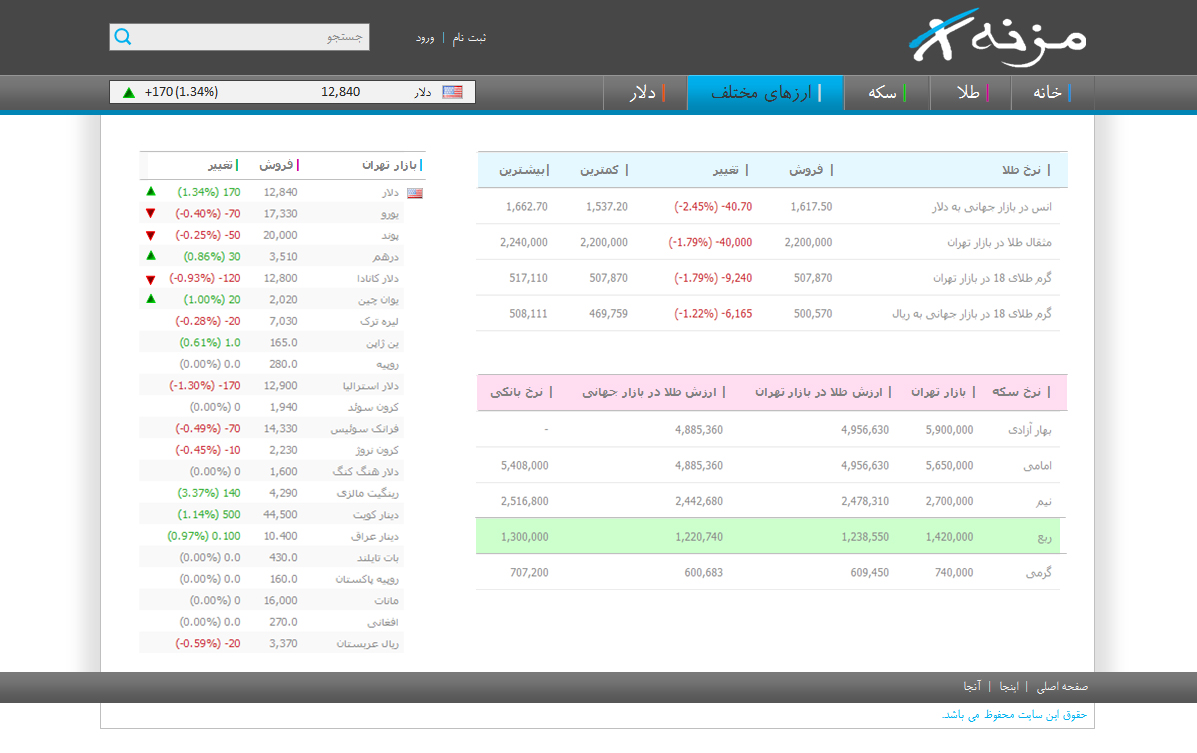 مزنه
ثبت نام | ورود
جستجو
خانه | طلا | سکه | ارزهای مختلف | دلار
دلار 12,840 +170 (1.34%)
نرخ طلا | فروش | تغییر | کمترین | بیشترین
انس در بازار جهانی به دلار 1,617.50 -40.70 (-2.45%) 1,537.20 1,662.70
مثقال طلا در بازار تهران 2,200,000 -40,000 (-1.79%) 2,200,000 2,240,000
گرم طلای 18 در بازار تهران 507,870 -9,240 (-1.79%) 507,870 517,110
گرم طلای 18 در بازار جهانی به ریال 500,570 -6,165 (-1.22%) 469,759 508,111
نرخ سکه | بازار تهران | ارزش طلا در بازار تهران | ارزش طلا در بازار جهانی | نرخ بانکی
بهار آزادی 5,900,000 4,956,630 4,885,360 -
امامی 5,650,000 4,956,630 4,885,360 5,408,000
نیم 2,700,000 2,478,310 2,442,680 2,516,800
ربع 1,420,000 1,238,550 1,220,740 1,300,000
گرمی 740,000 609,450 600,683 707,200
بازار تهران | فروش | تغییر
دلار 12,840 170 (1.34%)
یورو 17,330 -70 (-0.40%)
پوند 20,000 -50 (-0.25%)
درهم 3,510 30 (0.86%)
دلار کانادا 12,800 -120 (-0.93%)
یوان چین 2,020 20 (1.00%)
لیره ترک 7,030 -20 (-0.28%)
ین ژاپن 165.0 1.0 (0.61%)
روپیه 280.0 0.0 (0.00%)
دلار استرالیا 12,900 -170 (-1.30%)
کرون سوئد 1,940 0 (0.00%)
فرانک سوئیس 14,330 -70 (-0.49%)
کرون نروژ 2,230 -10 (-0.45%)
دلار هنگ کنگ 1,600 0 (0.00%)
رینگیت مالزی 4,290 140 (3.37%)
دینار کویت 44,500 500 (1.14%)
دینار عراق 10.400 0.100 (0.97%)
بات تایلند 430.0 0.0 (0.00%)
روپیه پاکستان 160.0 0.0 (0.00%)
مانات 16,000 0 (0.00%)
افغانی 270.0 0.0 (0.00%)
ریال عربستان 3,370 -20 (-0.59%)
صفحه اصلی | اینجا | آنجا
حقوق این سایت محفوظ می باشد.